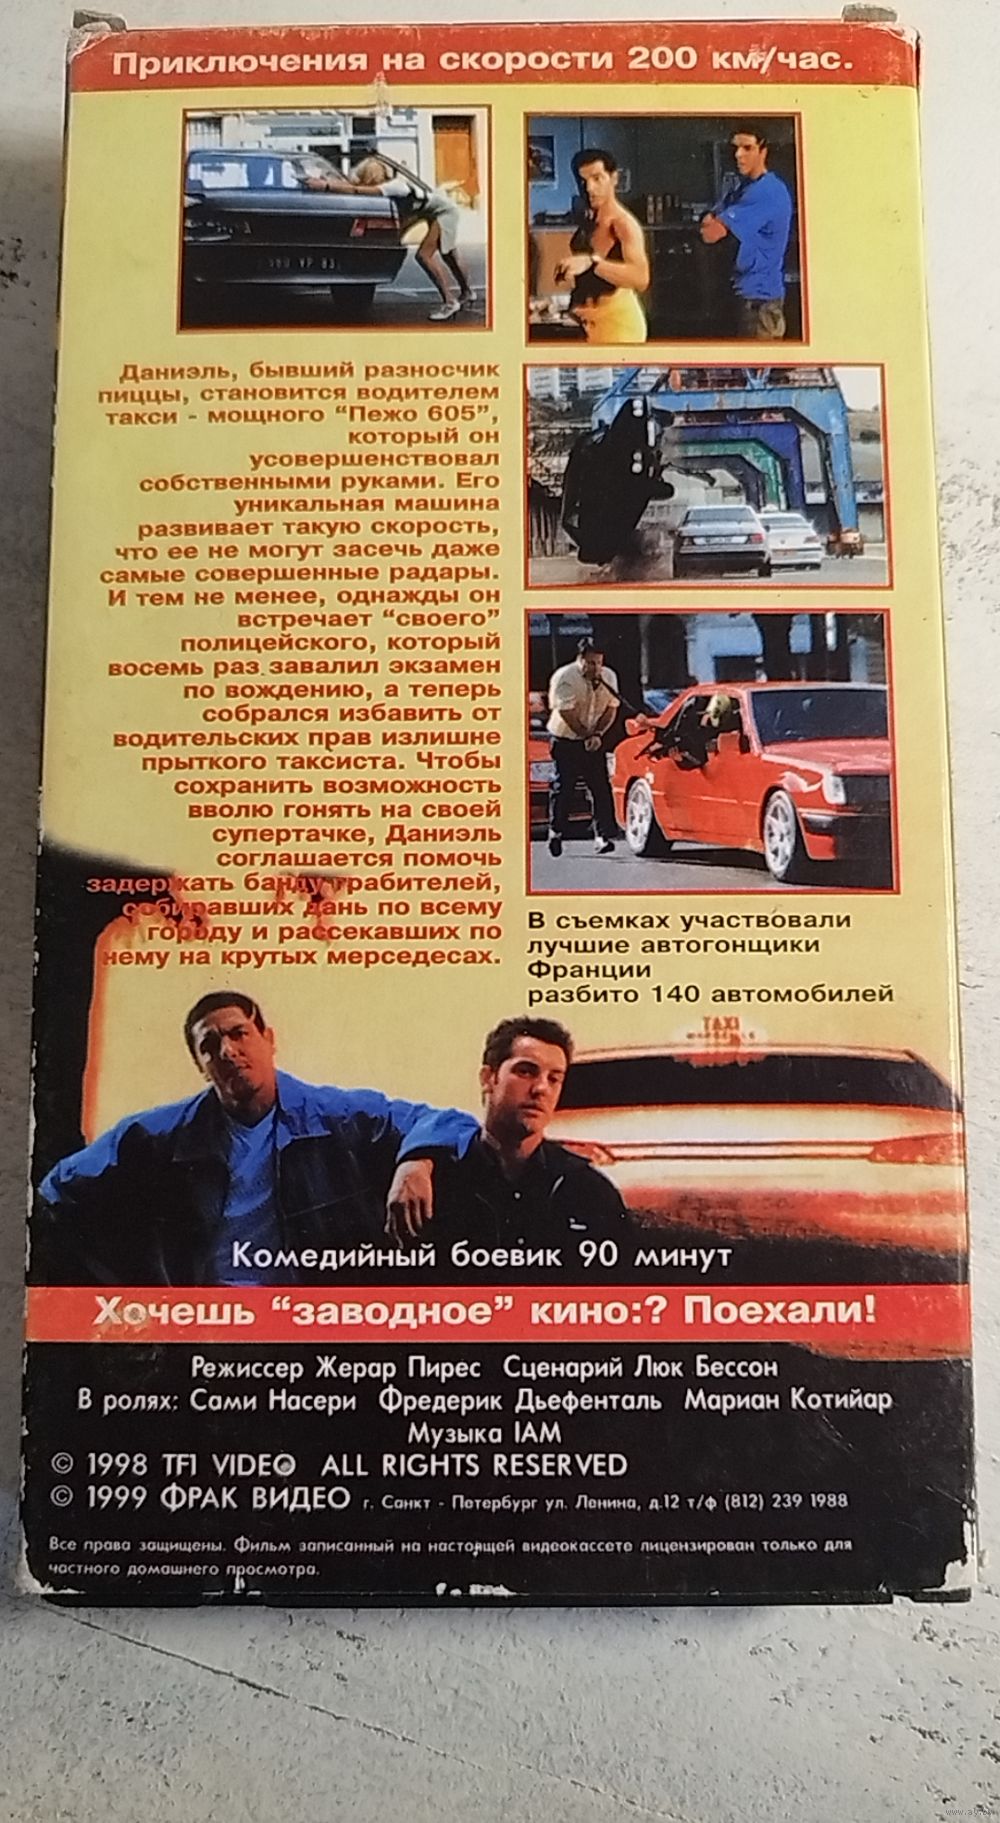 Приключения на скорости 200 км/час.
Даниэль, бывший разносчик
пиццы, становится водителем
такси - мощного "Пежо 605",
который он
усовершенствовал
собственными руками. Его
уникальная машина
развивает такую скорость,
что ее не могут засечь даже
самые совершенные радары.
И тем не менее, однажды он
встречает "своего"
полицейского, который
восемь раз завалил экзамен
по вождению, а теперь
собрался избавить от
водительских прав излишне
прыткого таксиста. Чтобы
сохранить возможность
вволю гонять на своей
супертачке, Даниэль
соглашается помочь
задержать банду грабителей,
собиравших дань по всему
городу и рассекавших по
нему на крутых мерседесах.
В съемках участвовали
лучшие автогонщики
Франции
разбито 140 автомобилей
TAXI
Комедийный боевик 90 минут
Хочешь "заводное" кино:? Поехали!
Режиссер Жерар Пирес Сценарий Люк Бессон
В ролях: Сами Насери Фредерик Дьефенталь Мариан Котийар
Музыка IAM
© 1998 TF1 VIDEO ALL RIGHTS RESERVED
© 1999 ФРАК ВИДЕО г. Санкт - Петербург ул. Ленина, д.12 т/ф (812) 239 1988
Все права защищены. Фильм записанный на настоящей видеокассете лицензирован только для
частного домашнего просмотра.